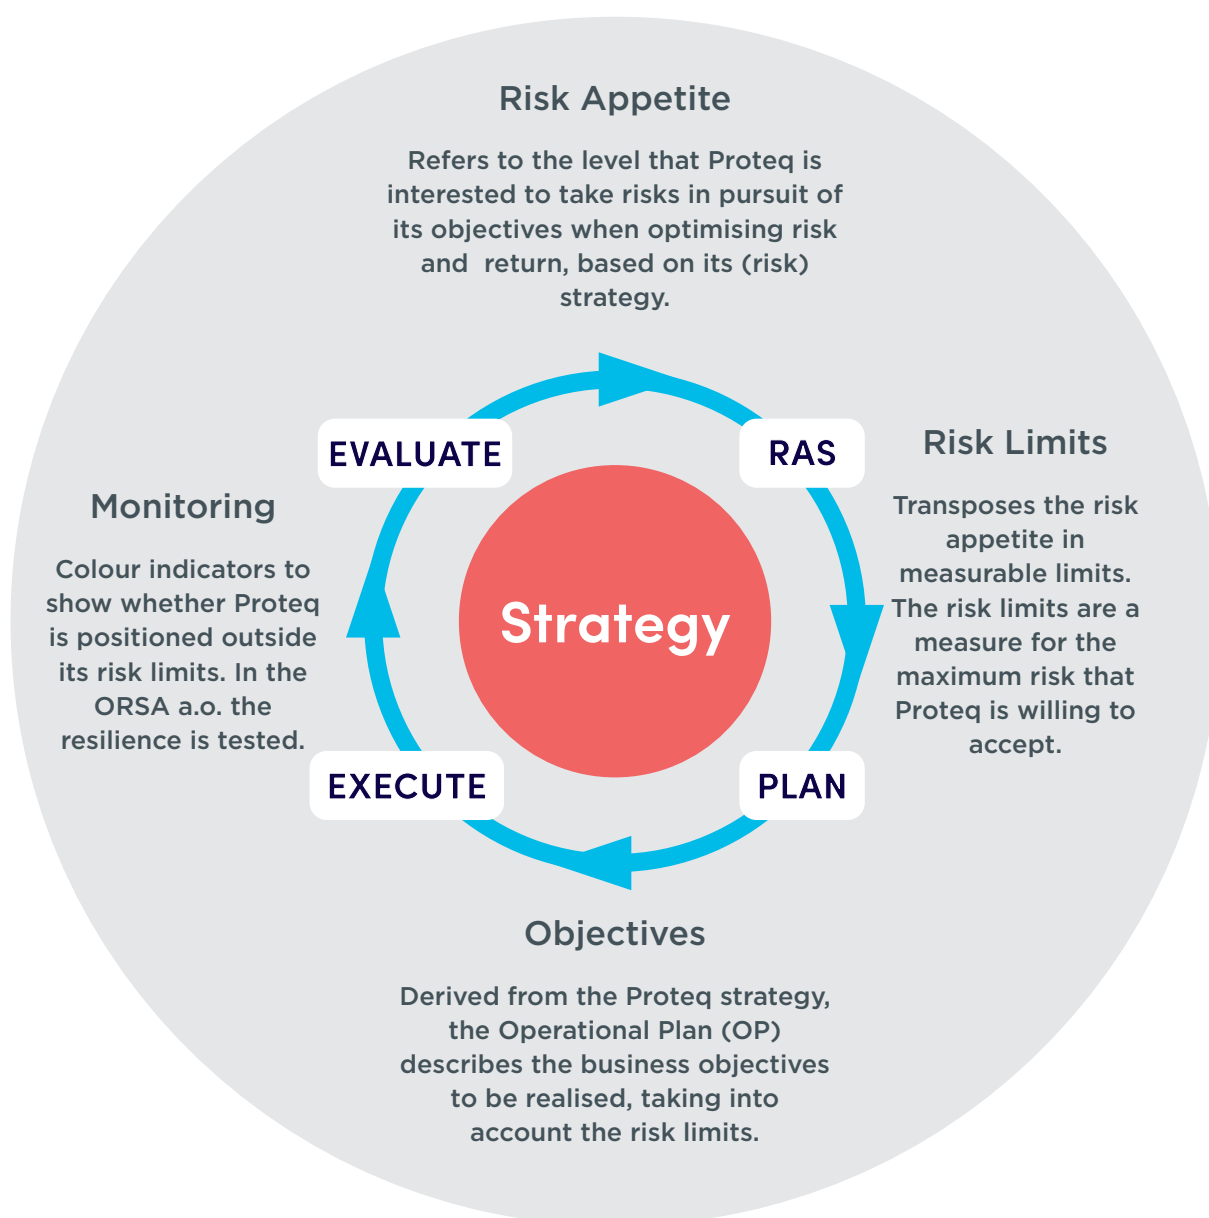 Risk Appetite
Refers to the level that Proteq is
interested to take risks in pursuit of
its objectives when optimising risk
and  return, based on its (risk)
strategy.
EVALUATE
RAS
Risk Limits
Transposes the risk
appetite in
measurable limits.
The risk limits are a
measure for the
maximum risk that
Proteq is willing to
accept.
Monitoring
Colour indicators to
show whether Proteq
is positioned outside
its risk limits. In the
ORSA a.o. the
resilience is tested.
Strategy
EXECUTE
PLAN
Objectives
Derived from the Proteq strategy,
the Operational Plan (OP)
describes the business objectives
to be realised, taking into
account the risk limits.